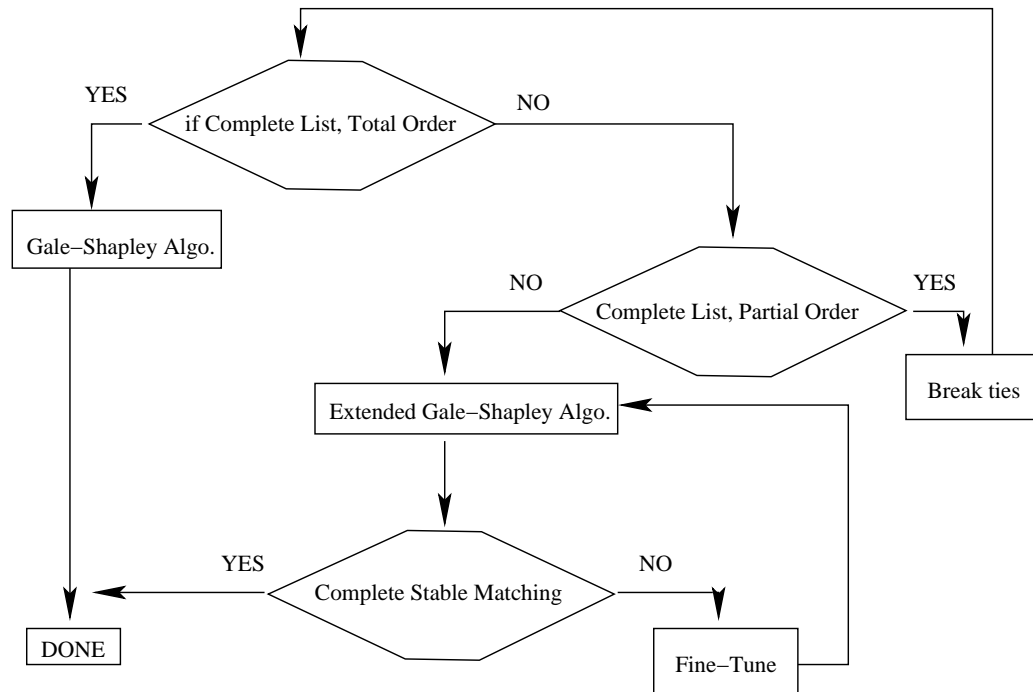 YES
NO
if Complete List, Total Order
Gale−Shapley Algo.
NO
YES
Complete List, Partial Order
Break ties
Extended Gale−Shapley Algo.
YES
NO
Complete Stable Matching
DONE
Fine−Tune